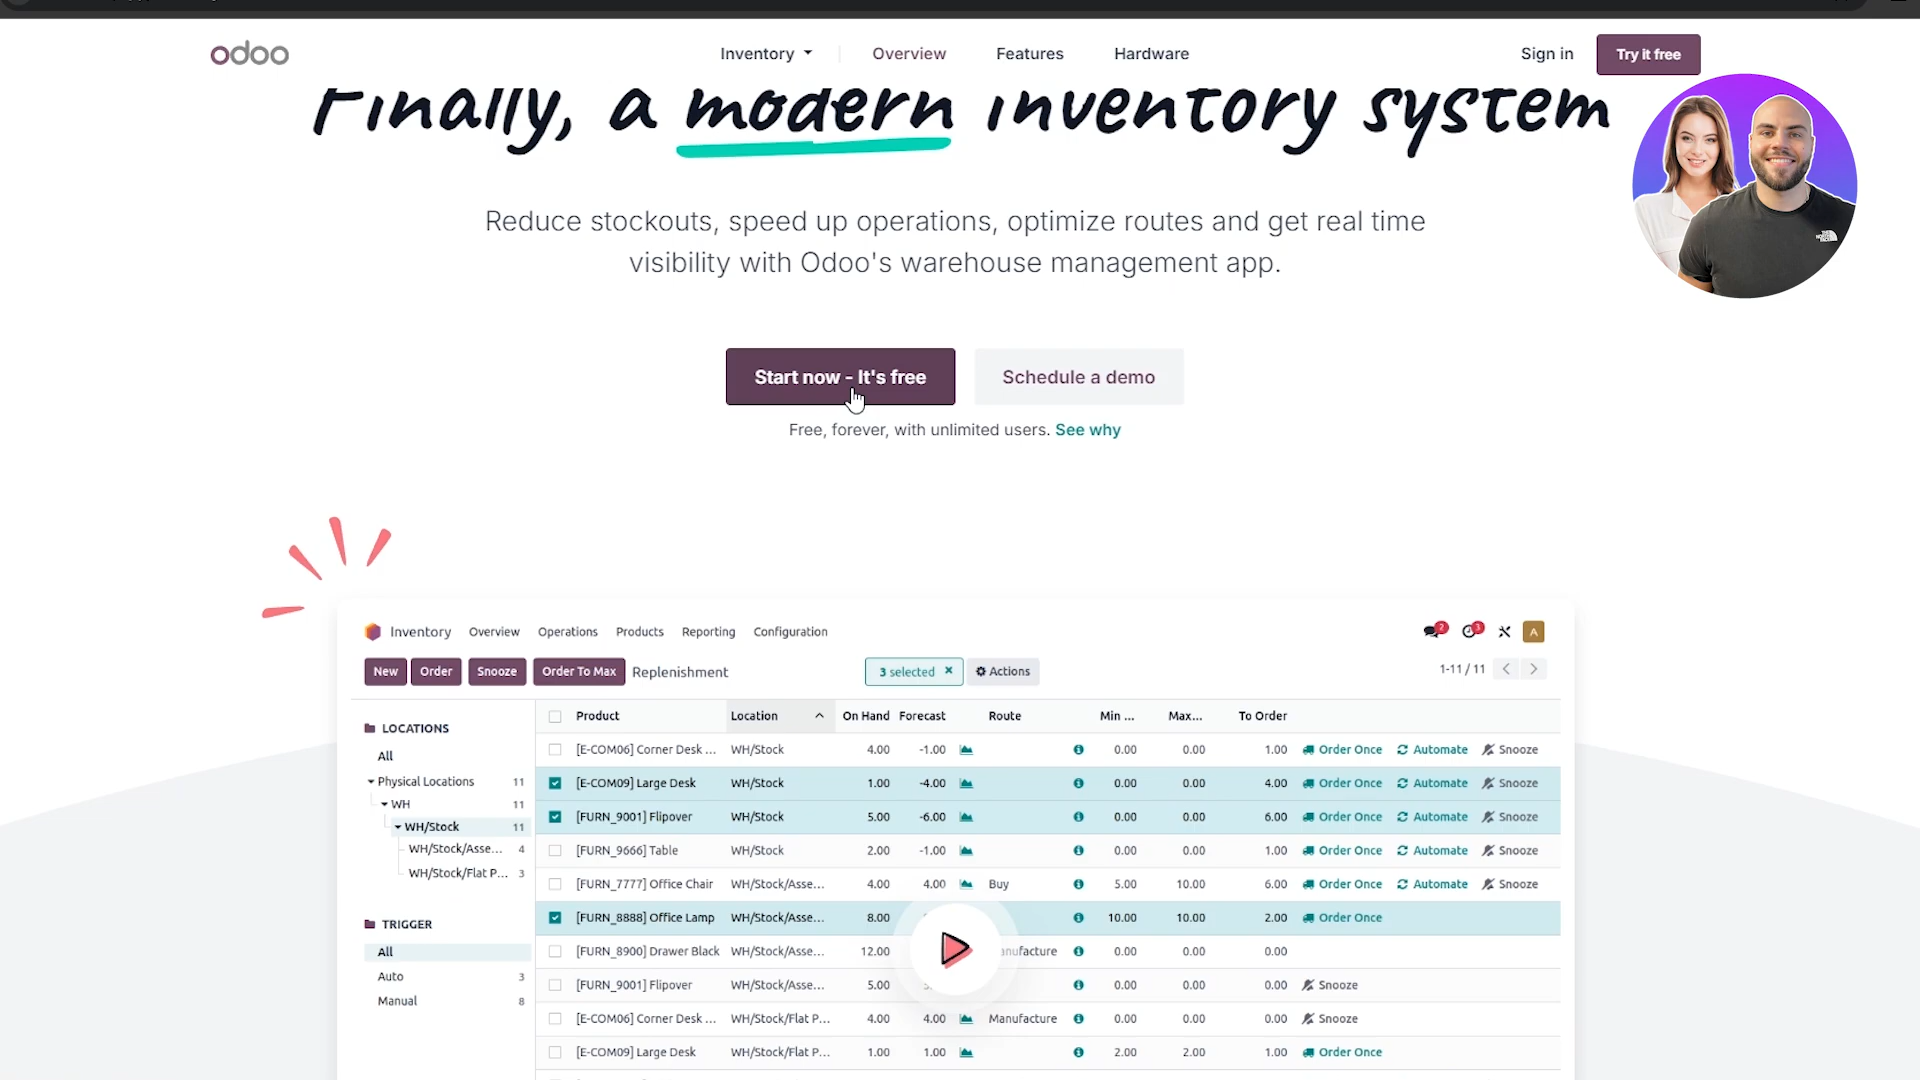 odoo
Inventory Overview Features Hardware
Sign in Try it free
Finally, a modern inventory system
Reduce stockouts, speed up operations, optimize routes and get real time
visibility with Odoo's warehouse management app.
Start now - It's free Schedule a demo
Free, forever, with unlimited users. See why
Inventory Overview Operations Products Reporting Configuration 2 3 A
New Order Snooze Order To Max Replenishment 3 selected × Actions 1-11 / 11
LOCATIONS
All
Physical Locations 11
WH 11
WH/Stock 11
WH/Stock/Asse... 4
WH/Stock/Flat P... 3
TRIGGER
All
Auto 3
Manual 8
Product Location On Hand Forecast Route Min ... Max... To Order
[E-COM06] Corner Desk ... WH/Stock 4.00 -1.00 0.00 0.00 1.00 Order Once Automate Snooze
[E-COM09] Large Desk WH/Stock 1.00 -4.00 0.00 0.00 4.00 Order Once Automate Snooze
[FURN_9001] Flipover WH/Stock 5.00 -6.00 0.00 0.00 6.00 Order Once Automate Snooze
[FURN_9666] Table WH/Stock 2.00 -1.00 0.00 0.00 1.00 Order Once Automate Snooze
[FURN_7777] Office Chair WH/Stock/Asse... 4.00 4.00 Buy 5.00 10.00 6.00 Order Once Automate Snooze
[FURN_8888] Office Lamp WH/Stock/Asse... 8.00 10.00 10.00 2.00 Order Once
[FURN_8900] Drawer Black WH/Stock/Asse... 12.00 anufacture 0.00 0.00 0.00
[FURN_9001] Flipover WH/Stock/Asse... 5.00 0.00 0.00 0.00 Snooze
[E-COM06] Corner Desk ... WH/Stock/Flat P... 4.00 4.00 Manufacture 0.00 0.00 0.00 Snooze
[E-COM09] Large Desk WH/Stock/Flat P... 1.00 1.00 2.00 2.00 1.00 Order Once